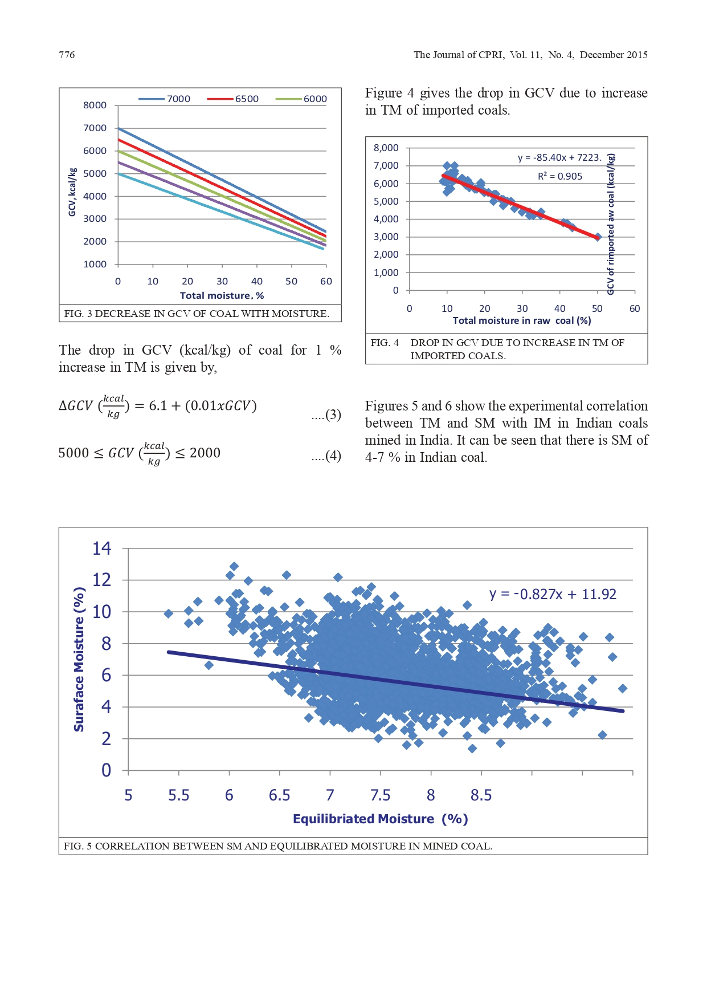 776
The Journal of CPRI, Vol. 11, No. 4, December 2015
7000 6500 6000
8000
7000
6000
5000
4000
3000
2000
1000
GCV, kcal/kg
0 10 20 30 40 50 60
Total moisture, %
FIG. 3 DECREASE IN GCV OF COAL WITH MOISTURE.
The drop in GCV (kcal/kg) of coal for 1 %
increase in TM is given by,
ΔGCV (kcal/kg) = 6.1 + (0.01xGCV) ....(3)
5000 ≤ GCV (kcal/kg) ≤ 2000 ....(4)
Figure 4 gives the drop in GCV due to increase
in TM of imported coals.
8,000
7,000
6,000
5,000
4,000
3,000
2,000
1,000
0
y = -85.40x + 7223.
R² = 0.905
GCV of rimported aw coal (kcal/kg)
0 10 20 30 40 50 60
Total moisture in raw coal (%)
FIG. 4 DROP IN GCV DUE TO INCREASE IN TM OF
IMPORTED COALS.
Figures 5 and 6 show the experimental correlation
between TM and SM with IM in Indian coals
mined in India. It can be seen that there is SM of
4-7 % in Indian coal.
14
12
10
8
6
4
2
0
Suraface Moisture (%)
y = -0.827x + 11.92
5 5.5 6 6.5 7 7.5 8 8.5
Equilibriated Moisture (%)
FIG. 5 CORRELATION BETWEEN SM AND EQUILIBRATED MOISTURE IN MINED COAL.